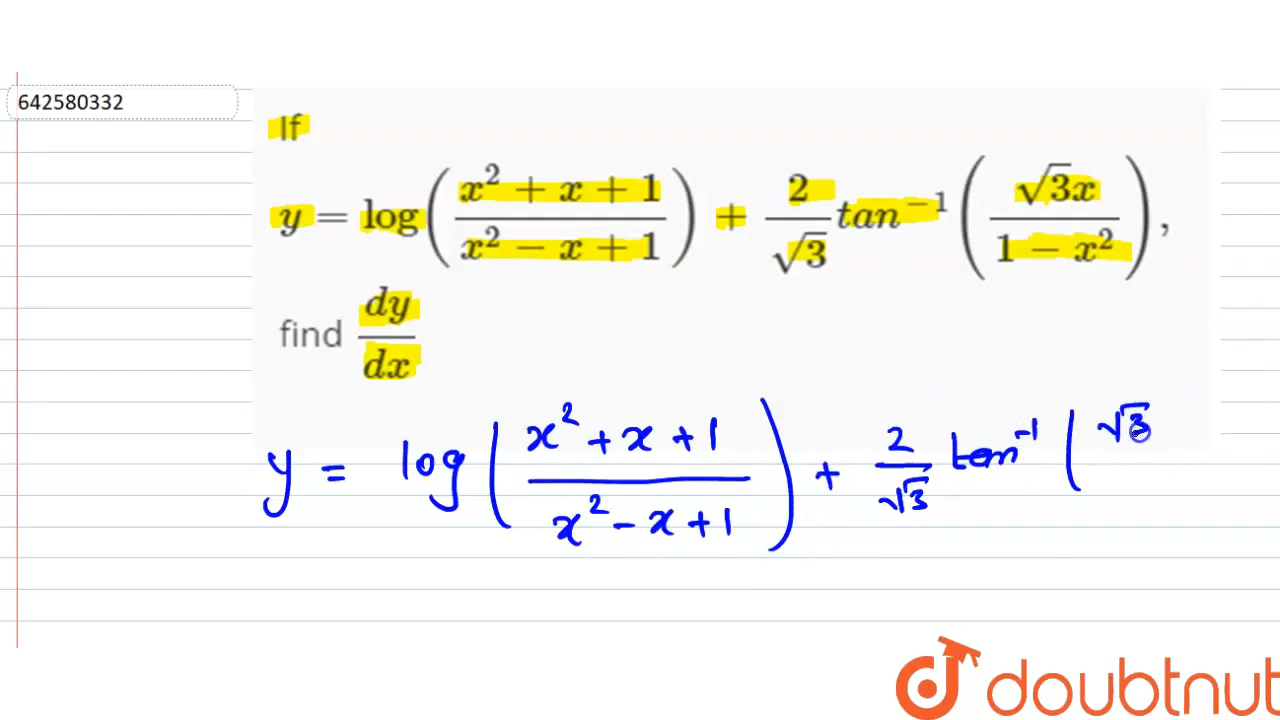 642580332
If
y = log((x² + x + 1)/(x² − x + 1)) + 2/√3 tan⁻¹(√3x/(1 − x²)),
find dy/dx
y = log((x² + x + 1)/(x² − x + 1)) + 2/√3 tan⁻¹(√3
doubtnut